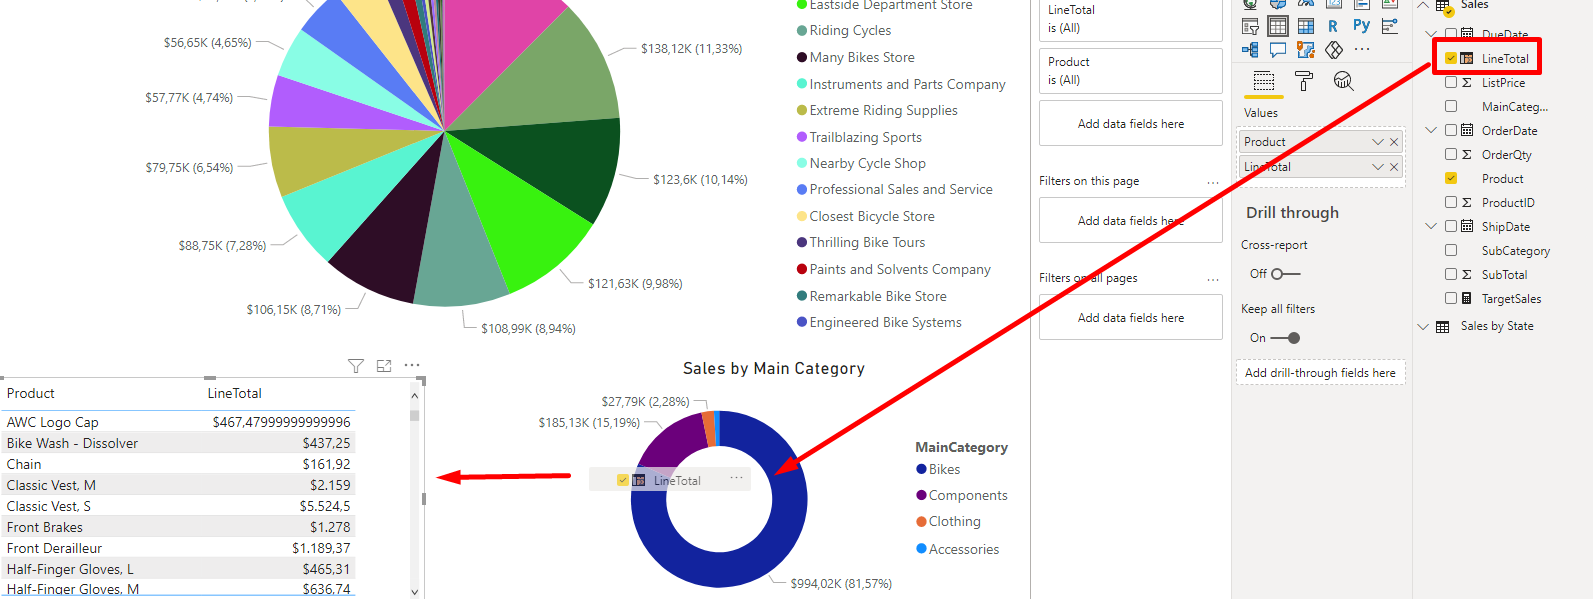 $56,65K (4,65%)
$57,77K (4,74%)
$79,75K (6,54%)
$88,75K (7,28%)
$106,15K (8,71%)
$108,99K (8,94%)
$121,63K (9,98%)
$123,6K (10,14%)
$138,12K (11,33%)
Eastside Department Store
Riding Cycles
Many Bikes Store
Instruments and Parts Company
Extreme Riding Supplies
Trailblazing Sports
Nearby Cycle Shop
Professional Sales and Service
Closest Bicycle Store
Thrilling Bike Tours
Paints and Solvents Company
Remarkable Bike Store
Engineered Bike Systems
Product LineTotal
AWC Logo Cap $467,47999999999996
Bike Wash - Dissolver $437,25
Chain $161,92
Classic Vest, M $2.159
Classic Vest, S $5.524,5
Front Brakes $1.278
Front Derailleur $1.189,37
Half-Finger Gloves, L $465,31
Half-Finger Gloves, M $636,74
Sales by Main Category
$27,79K (2,28%)
$185,13K (15,19%)
$994,02K (81,57%)
LineTotal ...
MainCategory
Bikes
Components
Clothing
Accessories
LineTotal
is (All)
Product
is (All)
Add data fields here
Filters on this page ...
Add data fields here
Filters on all pages ...
Add data fields here
R Py
...
Values
Product
LineTotal
Drill through
Cross-report
Off
Keep all filters
On
Add drill-through fields here
Sales
DueDate
LineTotal
ListPrice
MainCateg...
OrderDate
OrderQty
Product
ProductID
ShipDate
SubCategory
SubTotal
TargetSales
Sales by State